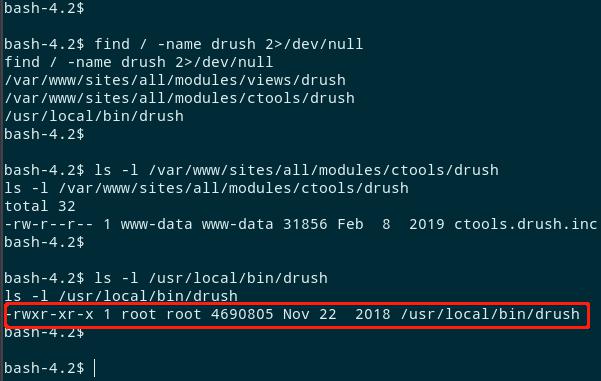 bash-4.2$
bash-4.2$ find / -name drush 2>/dev/null
find / -name drush 2>/dev/null
/var/www/sites/all/modules/views/drush
/var/www/sites/all/modules/ctools/drush
/usr/local/bin/drush
bash-4.2$
bash-4.2$ ls -l /var/www/sites/all/modules/ctools/drush
ls -l /var/www/sites/all/modules/ctools/drush
total 32
-rw-r--r-- 1 www-data www-data 31856 Feb  8  2019 ctools.drush.inc
bash-4.2$
bash-4.2$ ls -l /usr/local/bin/drush
ls -l /usr/local/bin/drush
-rwxr-xr-x 1 root root 4690805 Nov 22  2018 /usr/local/bin/drush
bash-4.2$
bash-4.2$